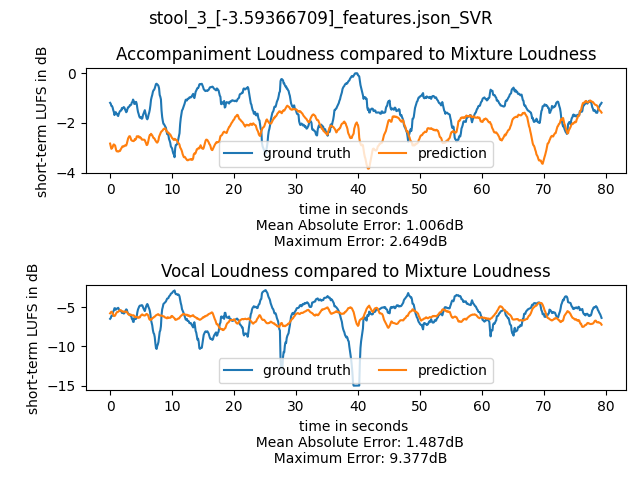 stool_3_[-3.59366709]_features.json_SVR
Accompaniment Loudness compared to Mixture Loudness
short-term LUFS in dB
0
−2
−4
ground truth
prediction
0 10 20 30 40 50 60 70 80
time in seconds
Mean Absolute Error: 1.006dB
Maximum Error: 2.649dB
Vocal Loudness compared to Mixture Loudness
short-term LUFS in dB
−5
−10
−15
ground truth
prediction
0 10 20 30 40 50 60 70 80
time in seconds
Mean Absolute Error: 1.487dB
Maximum Error: 9.377dB